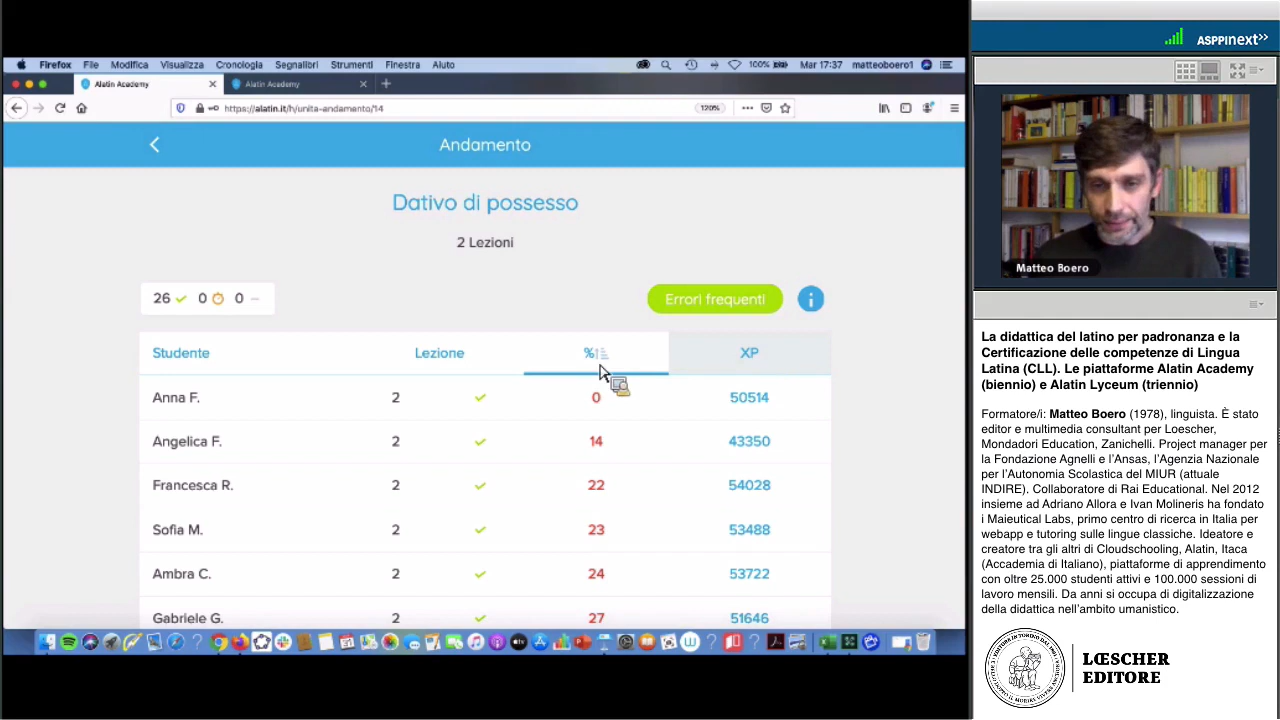 Firefox File Modifica Visualizza Cronologia Segnalibri Strumenti Finestra Aiuto 100% Mar 17:37 matteoboero1
Alatin Academy Alatin Academy
https://alatin.it/h/unita-andamento/14 120%
Andamento
Dativo di possesso
2 Lezioni
26 0 0 Errori frequenti i
Studente Lezione % XP
Anna F. 2 0 50514
Angelica F. 2 14 43350
Francesca R. 2 22 54028
Sofia M. 2 23 53488
Ambra C. 2 24 53722
Gabriele G. 2 27 51646
ASPPINEXT>>
Matteo Boero
La didattica del latino per padronanza e la
Certificazione delle competenze di Lingua
Latina (CLL). Le piattaforme Alatin Academy
(biennio) e Alatin Lyceum (triennio)
Formatore/i: Matteo Boero (1978), linguista. È stato
editor e multimedia consultant per Loescher,
Mondadori Education, Zanichelli. Project manager per
la Fondazione Agnelli e l'Ansas, l'Agenzia Nazionale
per l'Autonomia Scolastica del MIUR (attuale
INDIRE). Collaboratore di Rai Educational. Nel 2012
insieme ad Adriano Allora e Ivan Molineris ha fondato
i Maieutical Labs, primo centro di ricerca in Italia per
webapp e tutoring sulle lingue classiche. Ideatore e
creatore tra gli altri di Cloudschooling, Alatin, Itaca
(Accademia di Italiano), piattaforme di apprendimento
con oltre 25.000 studenti attivi e 100.000 sessioni di
lavoro mensili. Da anni si occupa di digitalizzazione
della didattica nell'ambito umanistico.
LŒSCHER
EDITORE